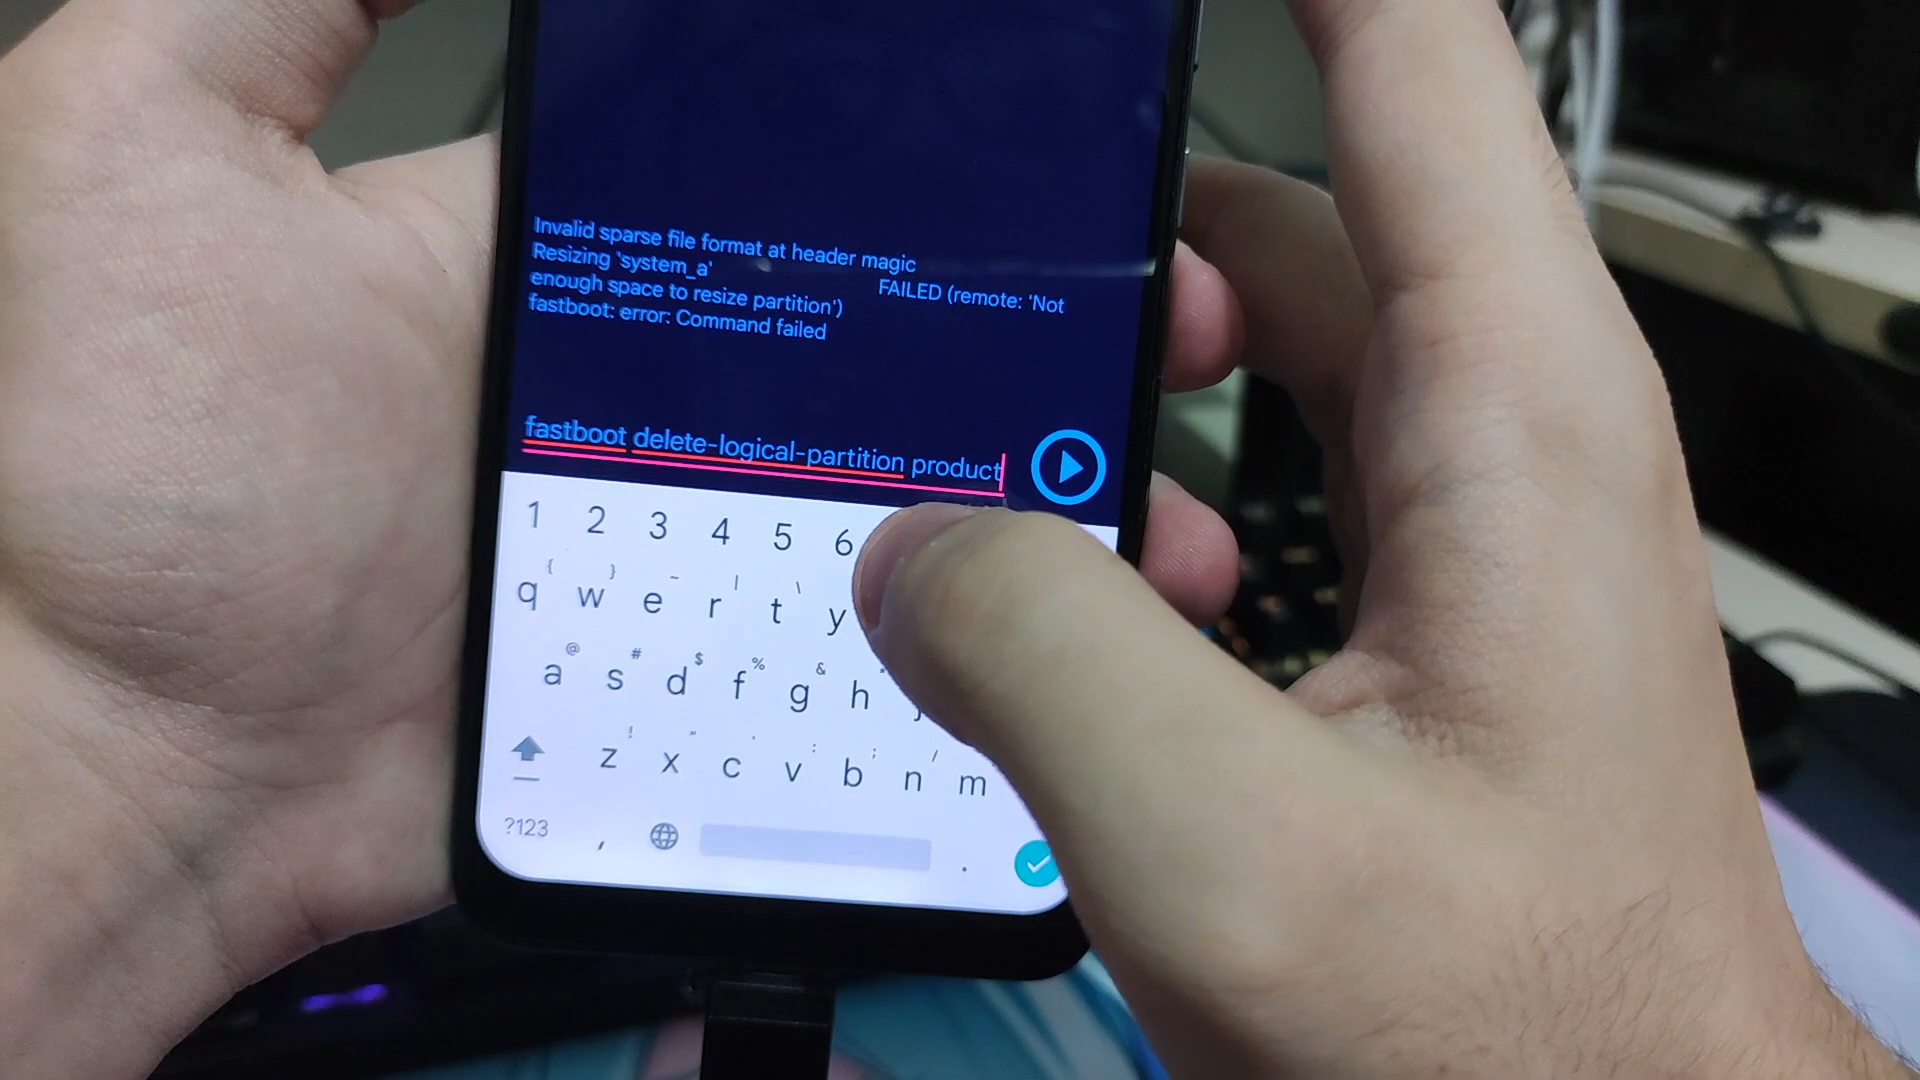 Invalid sparse file format at header magic
Resizing 'system_a'
FAILED (remote: 'Not
enough space to resize partition')
fastboot: error: Command failed
fastboot delete-logical-partition product
1 2 3 4 5 6
{ } ~ | \
q w e r t y
@ # $ % &
a s d f g h j
! " ' : ; /
z x c v b n m
?123 , .